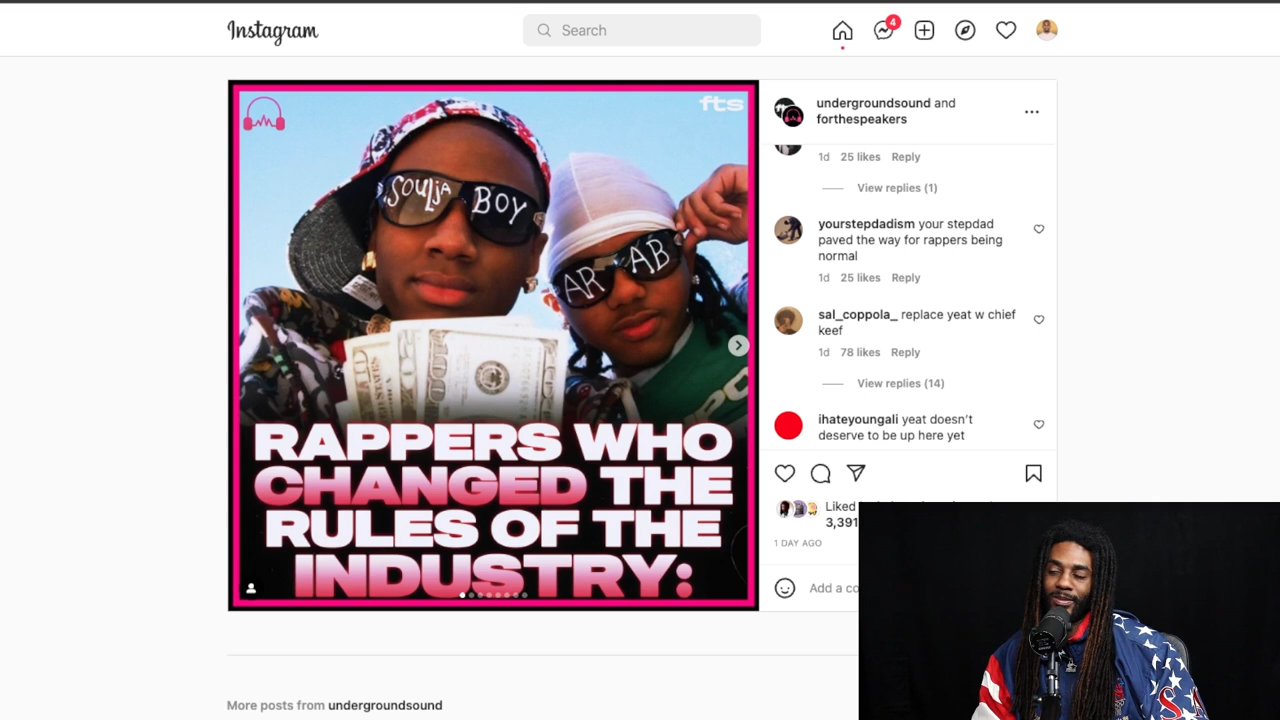 Instagram
Search
4
fts
SOULJA BOY
AR AB
RAPPERS WHO
CHANGED THE
RULES OF THE
INDUSTRY:
undergroundsound and
forthespeakers
1d 25 likes Reply
View replies (1)
yourstepdadism your stepdad
paved the way for rappers being
normal
1d 25 likes Reply
sal_coppola_ replace yeat w chief
keef
1d 78 likes Reply
View replies (14)
ihateyoungali yeat doesn't
deserve to be up here yet
Liked
3,391
1 DAY AGO
Add a co
More posts from undergroundsound